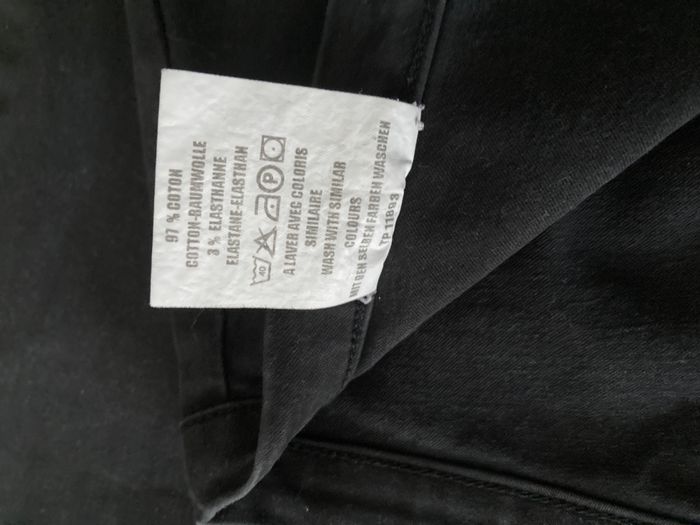 97 % COTON
COTTON-BAUMWOLLE
3 % ELASTHANNE
ELASTANE-ELASTHAN
40 P
A LAVER AVEC COLORIS
SIMILAIRE
WASH WITH SIMILAR
COLOURS
MIT DEN SELBEN FARBEN WASCHEN
TP 11893